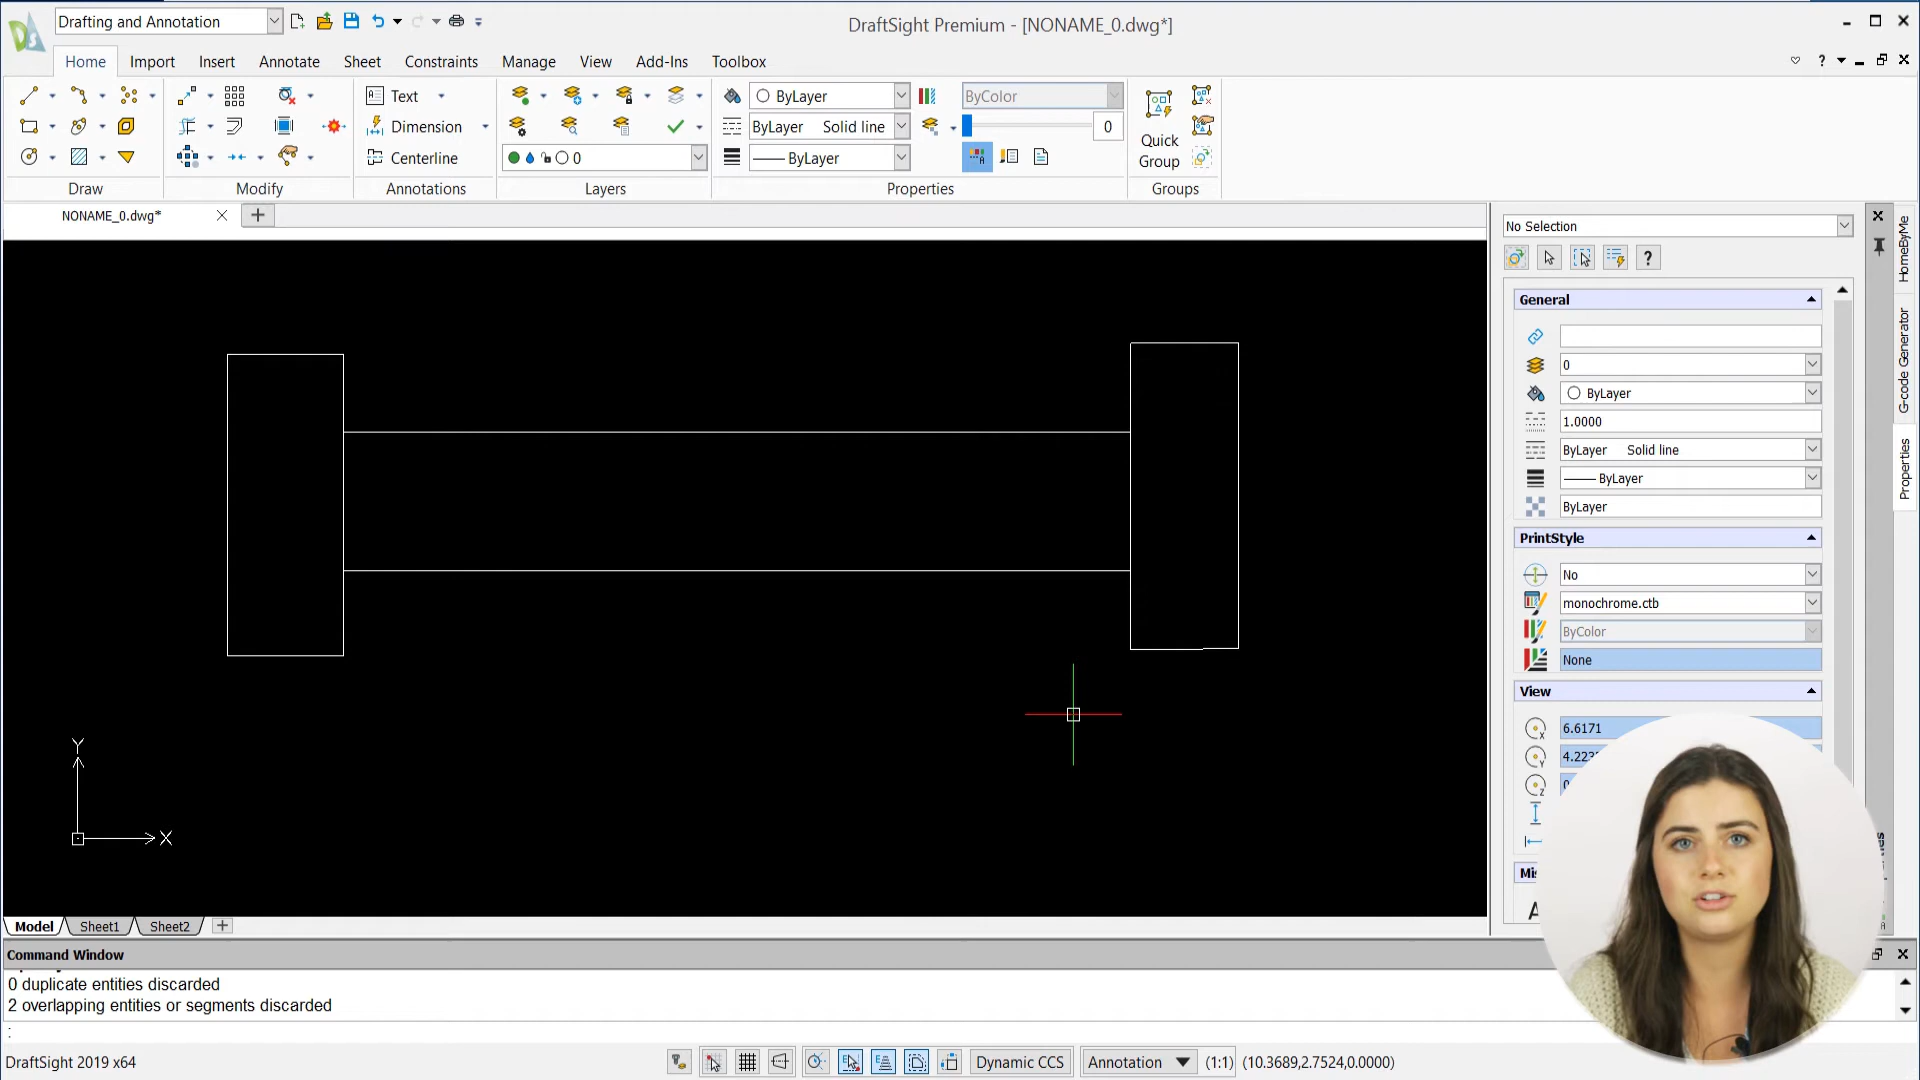 Drafting and Annotation
DraftSight Premium - [NONAME_0.dwg*]
Home
Import
Insert
Annotate
Sheet
Constraints
Manage
View
Add-Ins
Toolbox
Text
Dimension
Centerline
0
ByLayer
ByLayer Solid line
ByLayer
ByColor
0
Quick
Group
Draw
Modify
Annotations
Layers
Properties
Groups
NONAME_0.dwg*
No Selection
General
0
ByLayer
1.0000
ByLayer Solid line
ByLayer
ByLayer
PrintStyle
No
monochrome.ctb
ByColor
None
View
6.6171
HomeByMe
G-code Generator
Properties
Y
X
Model
Sheet1
Sheet2
Command Window
0 duplicate entities discarded
2 overlapping entities or segments discarded
:
DraftSight 2019 x64
Dynamic CCS
Annotation
(1:1)
(10.3689,2.7524,0.0000)